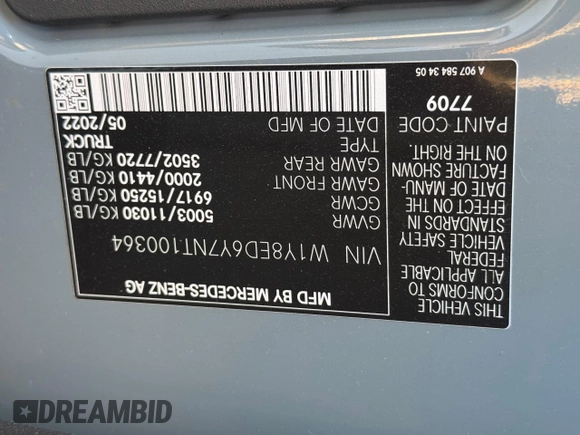 MFD BY MERCEDES-BENZ AG
VIN W1Y8ED6Y7NT100364
GVWR 5003/11030 KG/LB
GCWR 6917/15250 KG/LB
GAWR FRONT 2000/4410 KG/LB
GAWR REAR 3502/7720 KG/LB
TYPE TRUCK
DATE OF MFD 05/2022
THIS VEHICLE
CONFORMS TO
ALL APPLICABLE
FEDERAL
VEHICLE SAFETY
STANDARDS IN
EFFECT ON THE
DATE OF MANU-
FACTURE SHOWN
ON THE RIGHT.
PAINT CODE
7709
A 907 584 34 05
DREAMBID